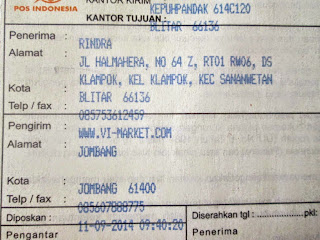 KANTOR KIRIM KEPUHPANDAK 614C120
POS INDONESIA
KANTOR TUJUAN : BLITAR 66136
Penerima : RINDRA
Alamat : JL HALMAHERA, NO 64 Z, RT01 RW06, DS
KLAMPOK, KEL KLAMPOK, KEC SANANWETAN
Kota : BLITAR 66136
Telp / fax : 085753612459
Pengirim : WWW.VI-MARKET.COM
Alamat : JOMBANG
Kota : JOMBANG 61400
Telp / fax : 085607888775
Diposkan : Diserahkan tgl : pkl:
11-09-2014 09:40:20
Pengantar Penerima